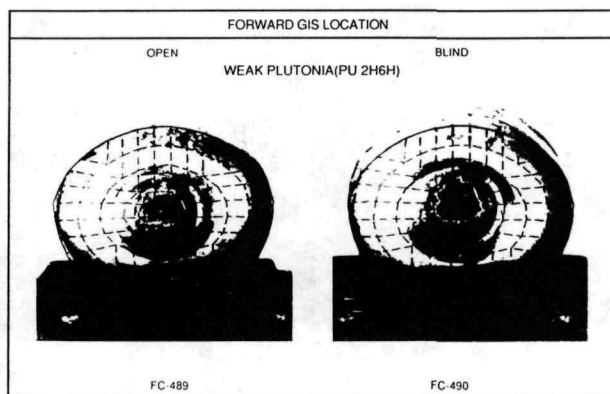 FORWARD GIS LOCATION
OPEN BLIND
WEAK PLUTONIA(PU 2H6H)
FC-489 FC-490